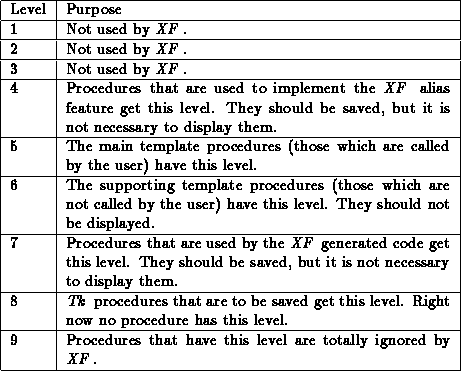 Level Purpose
1 Not used by XF .
2 Not used by XF .
3 Not used by XF .
4 Procedures that are used to implement the XF alias
feature get this level. They should be saved, but it is
not necessary to display them.
5 The main template procedures (those which are called
by the user) have this level.
6 The supporting template procedures (those which are
not called by the user) have this level. They should not
be displayed.
7 Procedures that are used by the XF generated code get
this level. They should be saved, but it is not necessary
to display them.
8 Tk procedures that are to be saved get this level. Right
now no procedure has this level.
9 Procedures that have this level are totally ignored by
XF .